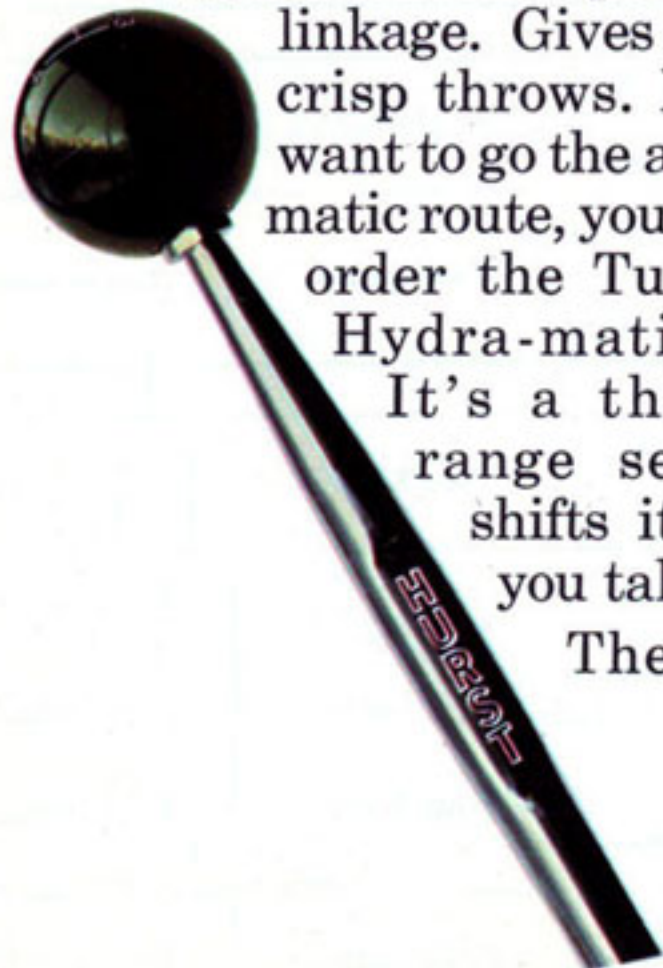 linkage. Gives
crisp throws.
want to go the a
matic route, you
order the Tu
Hydra-mati
It's a th
range se
shifts it
you tal
The
HURST